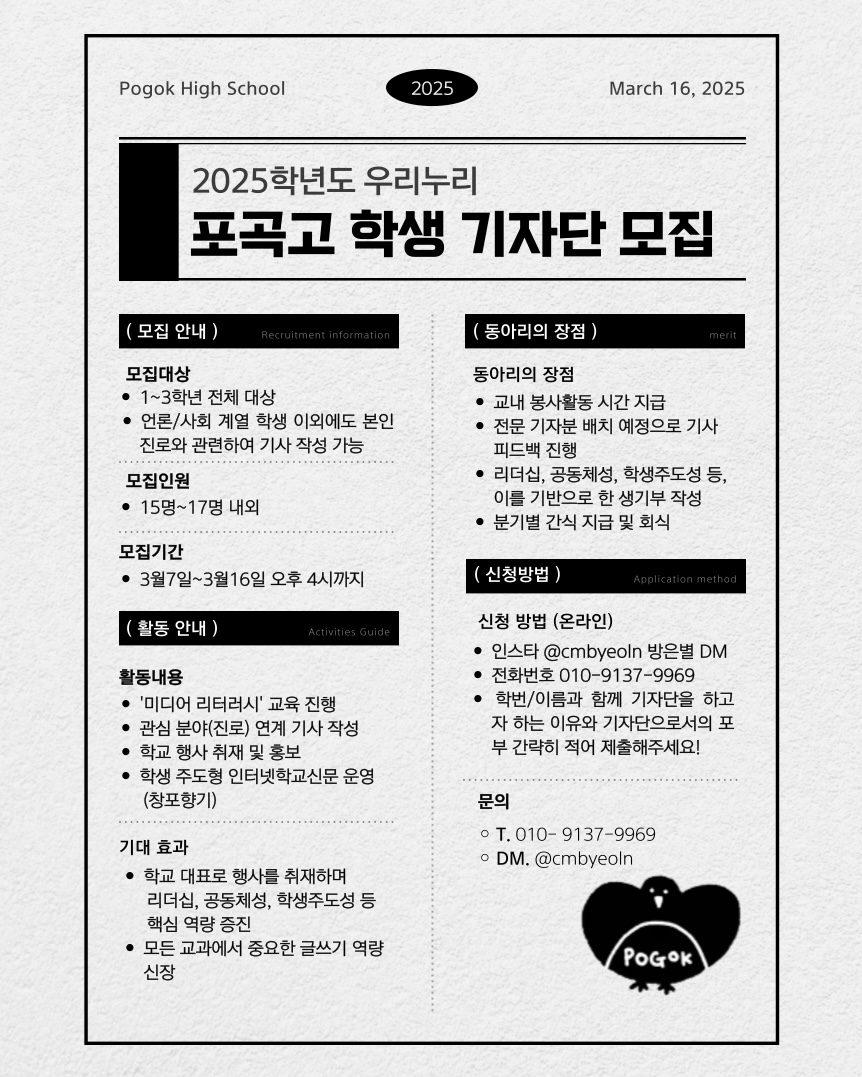 Pogok High School
2025
March 16, 2025
2025학년도 우리누리
포곡고 학생 기자단 모집
( 모집 안내 ) Recruitment information
모집대상
• 1~3학년 전체 대상
• 언론/사회 계열 학생 이외에도 본인
진로와 관련하여 기사 작성 가능
모집인원
• 15명~17명 내외
모집기간
• 3월7일~3월16일 오후 4시까지
( 활동 안내 ) Activities Guide
활동내용
• '미디어 리터러시' 교육 진행
• 관심 분야(진로) 연계 기사 작성
• 학교 행사 취재 및 홍보
• 학생 주도형 인터넷학교신문 운영
(창포향기)
기대 효과
• 학교 대표로 행사를 취재하며
리더십, 공동체성, 학생주도성 등
핵심 역량 증진
• 모든 교과에서 중요한 글쓰기 역량
신장
( 동아리의 장점 ) merit
동아리의 장점
• 교내 봉사활동 시간 지급
• 전문 기자분 배치 예정으로 기사
피드백 진행
• 리더십, 공동체성, 학생주도성 등,
이를 기반으로 한 생기부 작성
• 분기별 간식 지급 및 회식
( 신청방법 ) Application method
신청 방법 (온라인)
• 인스타 @cmbyeoln 방은별 DM
• 전화번호 010-9137-9969
• 학번/이름과 함께 기자단을 하고
자 하는 이유와 기자단으로서의 포
부 간략히 적어 제출해주세요!
문의
○ T. 010- 9137-9969
○ DM. @cmbyeoln
POGOK